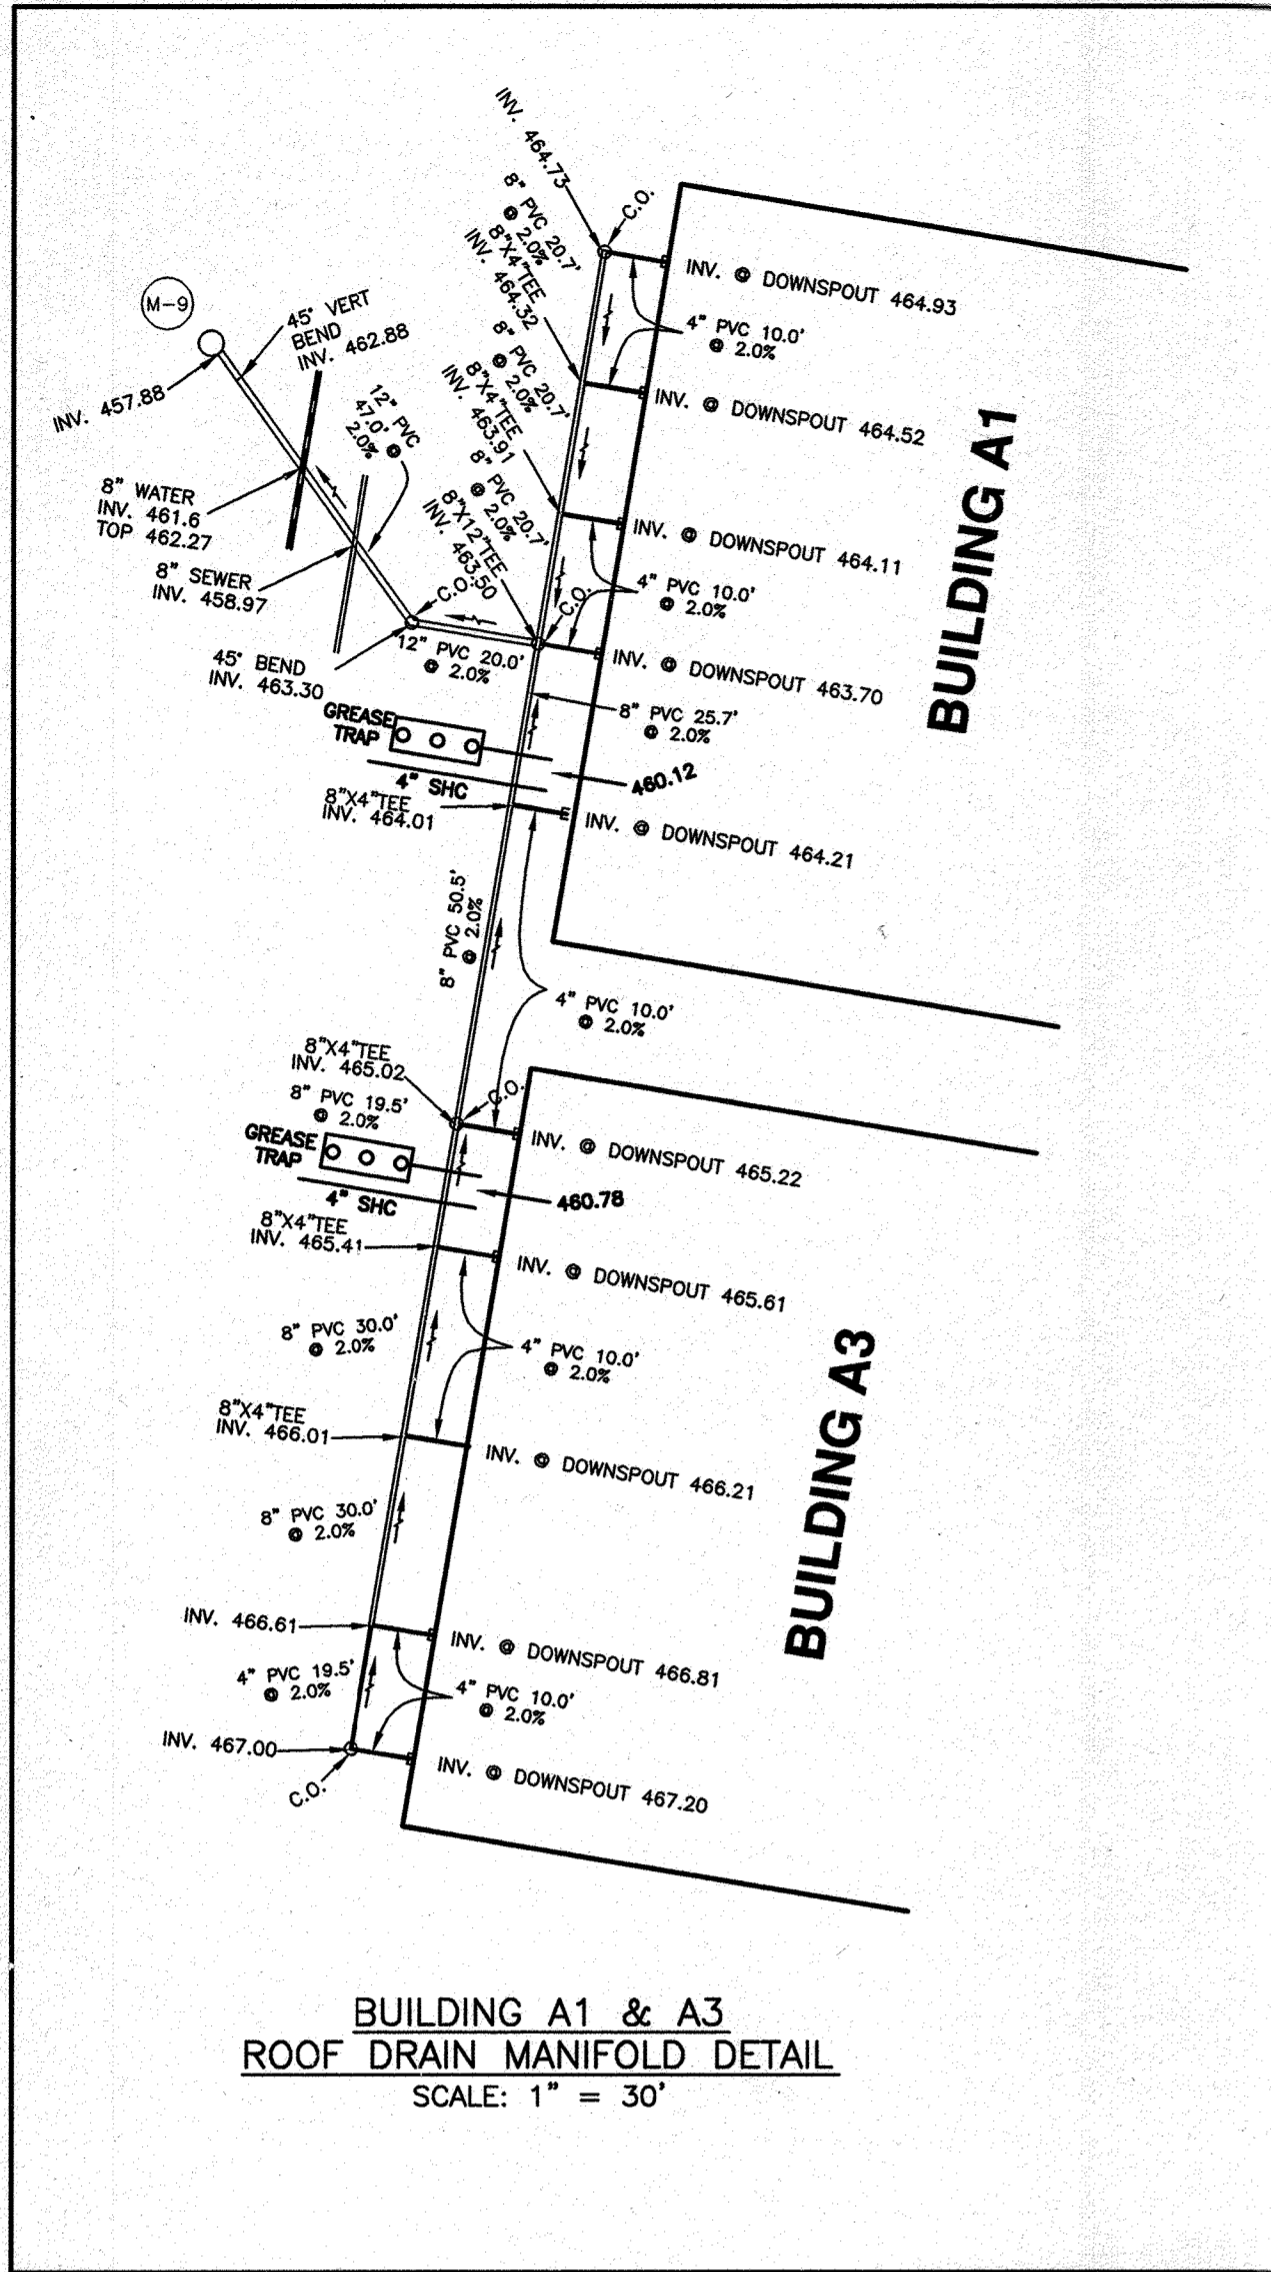 INV. 464.73
C.O.
8" PVC 20.7'
@ 2.0%
8"X4"TEE
INV. 464.32
INV. @ DOWNSPOUT 464.93
4" PVC 10.0'
@ 2.0%
M-9
45° VERT
BEND
INV. 462.88
INV. 457.88
8" PVC 20.7'
@ 2.0%
8"X4"TEE
INV. 463.91
INV. @ DOWNSPOUT 464.52
12" PVC
47.0' @
2.0%
8" PVC 20.7'
@ 2.0%
8"X12"TEE
INV. 463.50
INV. @ DOWNSPOUT 464.11
BUILDING A1
8" WATER
INV. 461.6
TOP 462.27
8" SEWER
INV. 458.97
C.O.
C.O.
4" PVC 10.0'
@ 2.0%
45° BEND
INV. 463.30
12" PVC 20.0'
@ 2.0%
INV. @ DOWNSPOUT 463.70
8" PVC 25.7'
@ 2.0%
GREASE
TRAP
4" SHC
460.12
8"X4"TEE
INV. 464.01
INV. @ DOWNSPOUT 464.21
8" PVC 50.5'
@ 2.0%
4" PVC 10.0'
@ 2.0%
8"X4"TEE
INV. 465.02
C.O.
8" PVC 19.5'
@ 2.0%
GREASE
TRAP
4" SHC
INV. @ DOWNSPOUT 465.22
460.78
8"X4"TEE
INV. 465.41
INV. @ DOWNSPOUT 465.61
8" PVC 30.0'
@ 2.0%
4" PVC 10.0'
@ 2.0%
BUILDING A3
8"X4"TEE
INV. 466.01
INV. @ DOWNSPOUT 466.21
8" PVC 30.0'
@ 2.0%
INV. 466.61
INV. @ DOWNSPOUT 466.81
4" PVC 19.5'
@ 2.0%
4" PVC 10.0'
@ 2.0%
INV. 467.00
C.O.
INV. @ DOWNSPOUT 467.20
BUILDING A1 & A3
ROOF DRAIN MANIFOLD DETAIL
SCALE: 1" = 30'